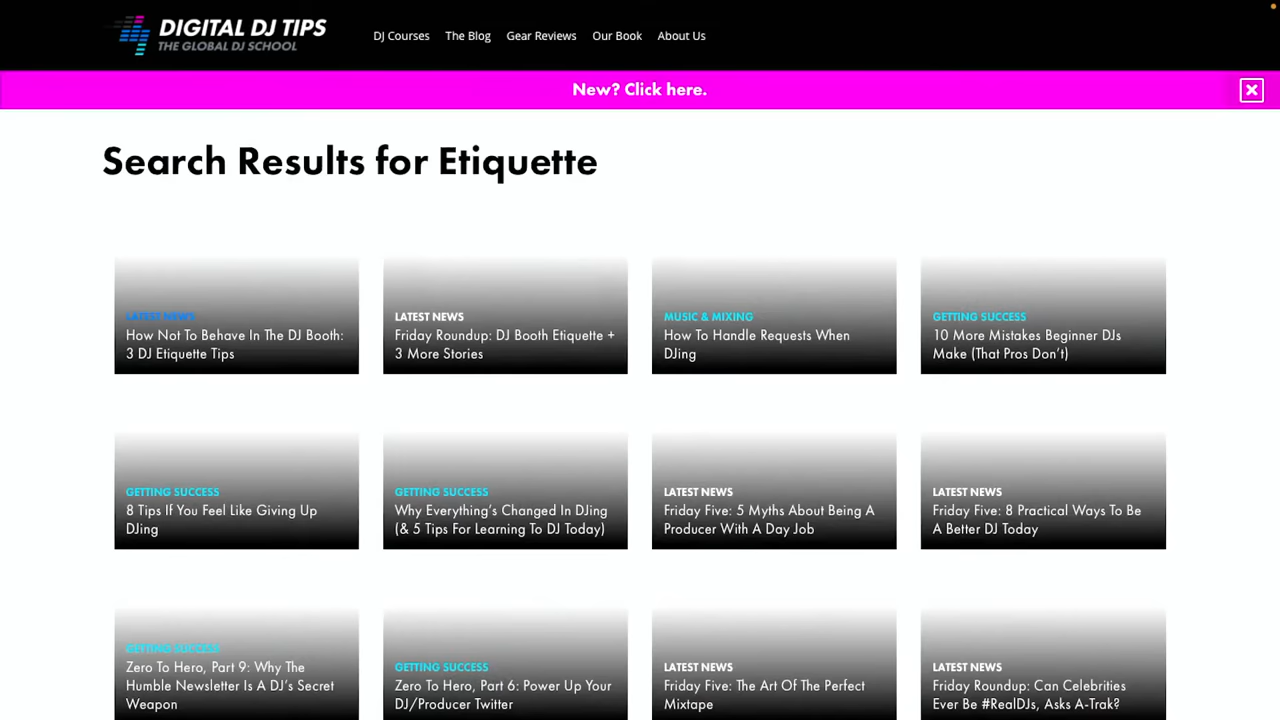 DIGITAL DJ TIPS
THE GLOBAL DJ SCHOOL
DJ Courses
The Blog
Gear Reviews
Our Book
About Us
New? Click here.
Search Results for Etiquette
LATEST NEWS
How Not To Behave In The DJ Booth:
3 DJ Etiquette Tips
LATEST NEWS
Friday Roundup: DJ Booth Etiquette +
3 More Stories
MUSIC & MIXING
How To Handle Requests When
DJing
GETTING SUCCESS
10 More Mistakes Beginner DJs
Make (That Pros Don't)
GETTING SUCCESS
8 Tips If You Feel Like Giving Up
DJing
GETTING SUCCESS
Why Everything's Changed In DJing
(& 5 Tips For Learning To DJ Today)
LATEST NEWS
Friday Five: 5 Myths About Being A
Producer With A Day Job
LATEST NEWS
Friday Five: 8 Practical Ways To Be
A Better DJ Today
GETTING SUCCESS
Zero To Hero, Part 9: Why The
Humble Newsletter Is A DJ's Secret
Weapon
GETTING SUCCESS
Zero To Hero, Part 6: Power Up Your
DJ/Producer Twitter
LATEST NEWS
Friday Five: The Art Of The Perfect
Mixtape
LATEST NEWS
Friday Roundup: Can Celebrities
Ever Be #RealDJs, Asks A-Trak?